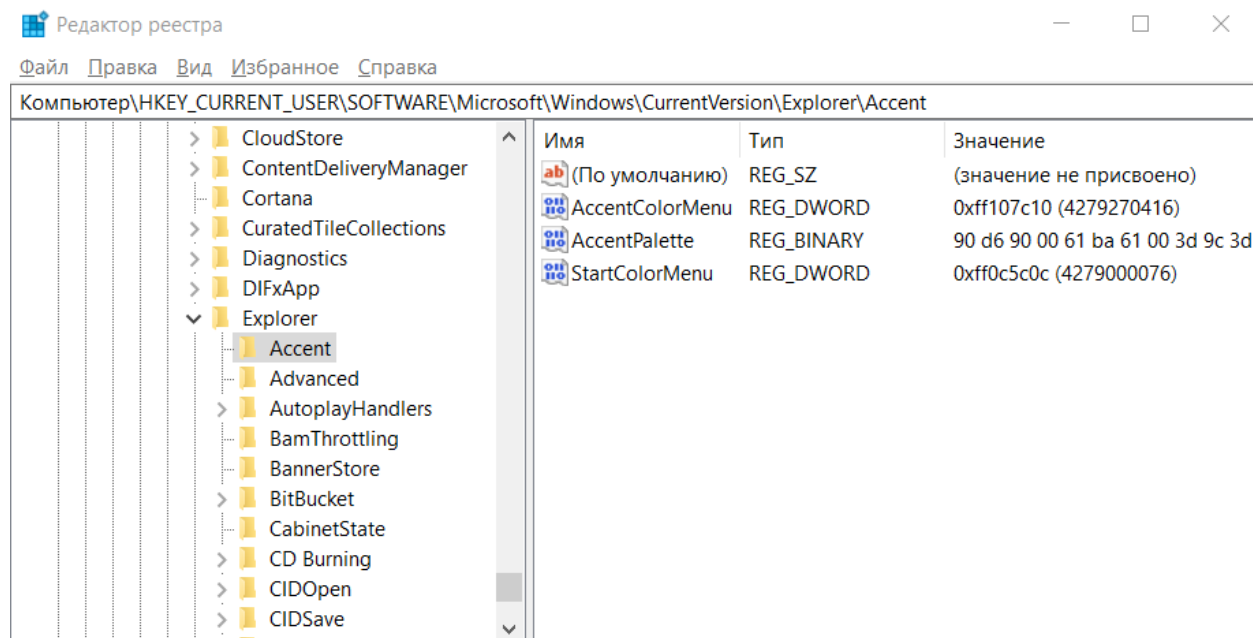 Редактор реестра
Файл Правка Вид Избранное Справка
Компьютер\HKEY_CURRENT_USER\SOFTWARE\Microsoft\Windows\CurrentVersion\Explorer\Accent
CloudStore
ContentDeliveryManager
Cortana
CuratedTileCollections
Diagnostics
DIFxApp
Explorer
Accent
Advanced
AutoplayHandlers
BamThrottling
BannerStore
BitBucket
CabinetState
CD Burning
CIDOpen
CIDSave
Имя Тип Значение
(По умолчанию) REG_SZ (значение не присвоено)
AccentColorMenu REG_DWORD 0xff107c10 (4279270416)
AccentPalette REG_BINARY 90 d6 90 00 61 ba 61 00 3d 9c 3d
StartColorMenu REG_DWORD 0xff0c5c0c (4279000076)